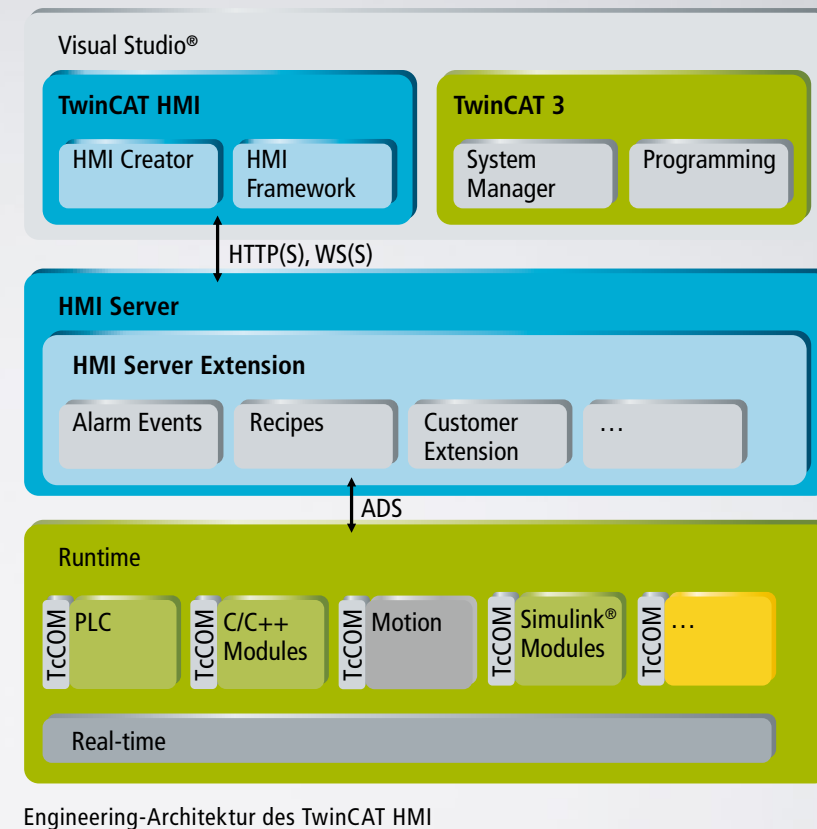 Visual Studio®
TwinCAT HMI
HMI Creator
HMI
Framework
TwinCAT 3
System
Manager
Programming
HTTP(S), WS(S)
HMI Server
HMI Server Extension
Alarm Events
Recipes
Customer
Extension
…
ADS
Runtime
TcCOM
PLC
TcCOM
C/C++
Modules
TcCOM
Motion
TcCOM
Simulink®
Modules
TcCOM
…
Real-time
Engineering-Architektur des TwinCAT HMI